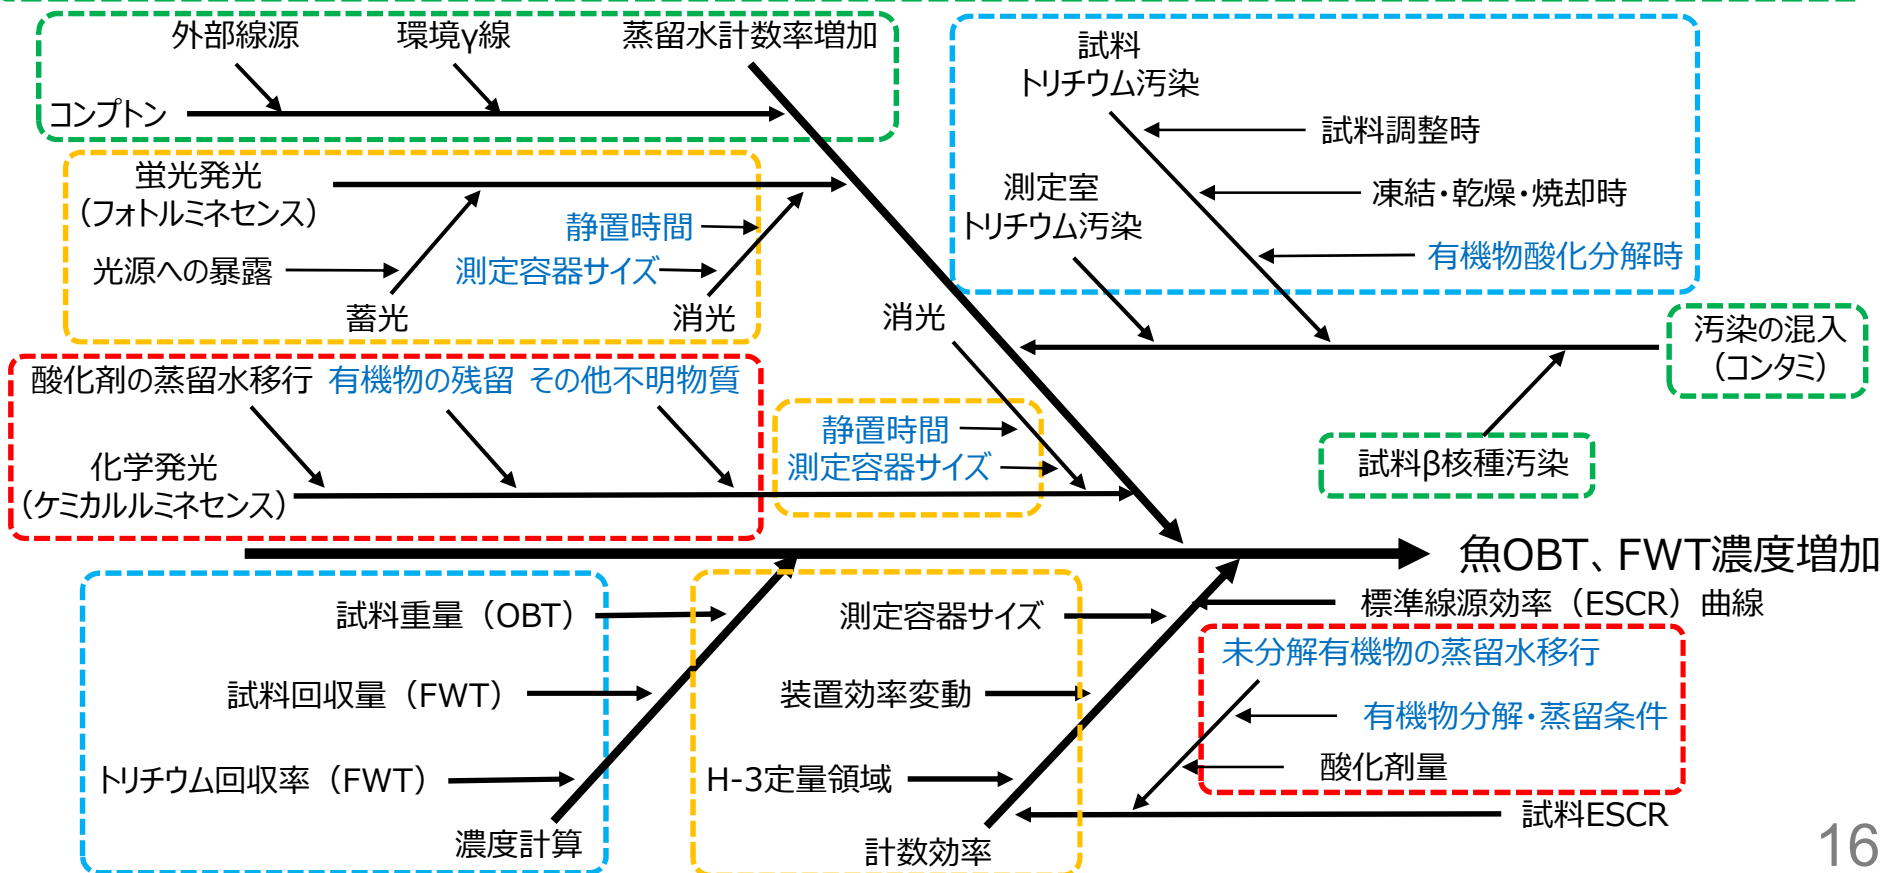 外部線源
環境γ線
蒸留水計数率増加
コンプトン
蛍光発光
（フォトルミネセンス）
静置時間
測定容器サイズ
光源への暴露
蓄光
消光
試料
トリチウム汚染
試料調整時
測定室
トリチウム汚染
凍結・乾燥・焼却時
有機物酸化分解時
消光
汚染の混入
（コンタミ）
酸化剤の蒸留水移行
有機物の残留
その他不明物質
静置時間
測定容器サイズ
化学発光
（ケミカルルミネセンス）
試料β核種汚染
魚OBT、FWT濃度増加
試料重量（OBT）
試料回収量（FWT）
トリチウム回収率（FWT）
濃度計算
測定容器サイズ
装置効率変動
H-3定量領域
計数効率
標準線源効率（ESCR）曲線
未分解有機物の蒸留水移行
有機物分解・蒸留条件
酸化剤量
試料ESCR
16